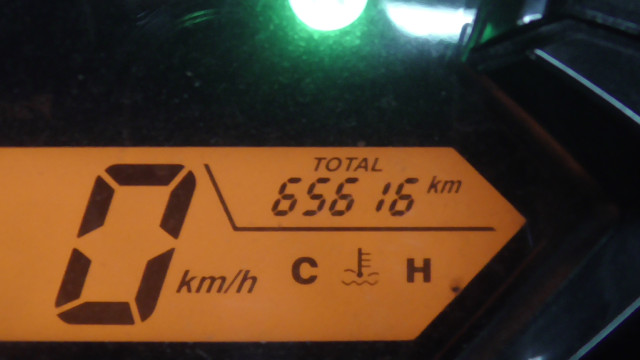 TOTAL
65616 km
0 km/h
C H